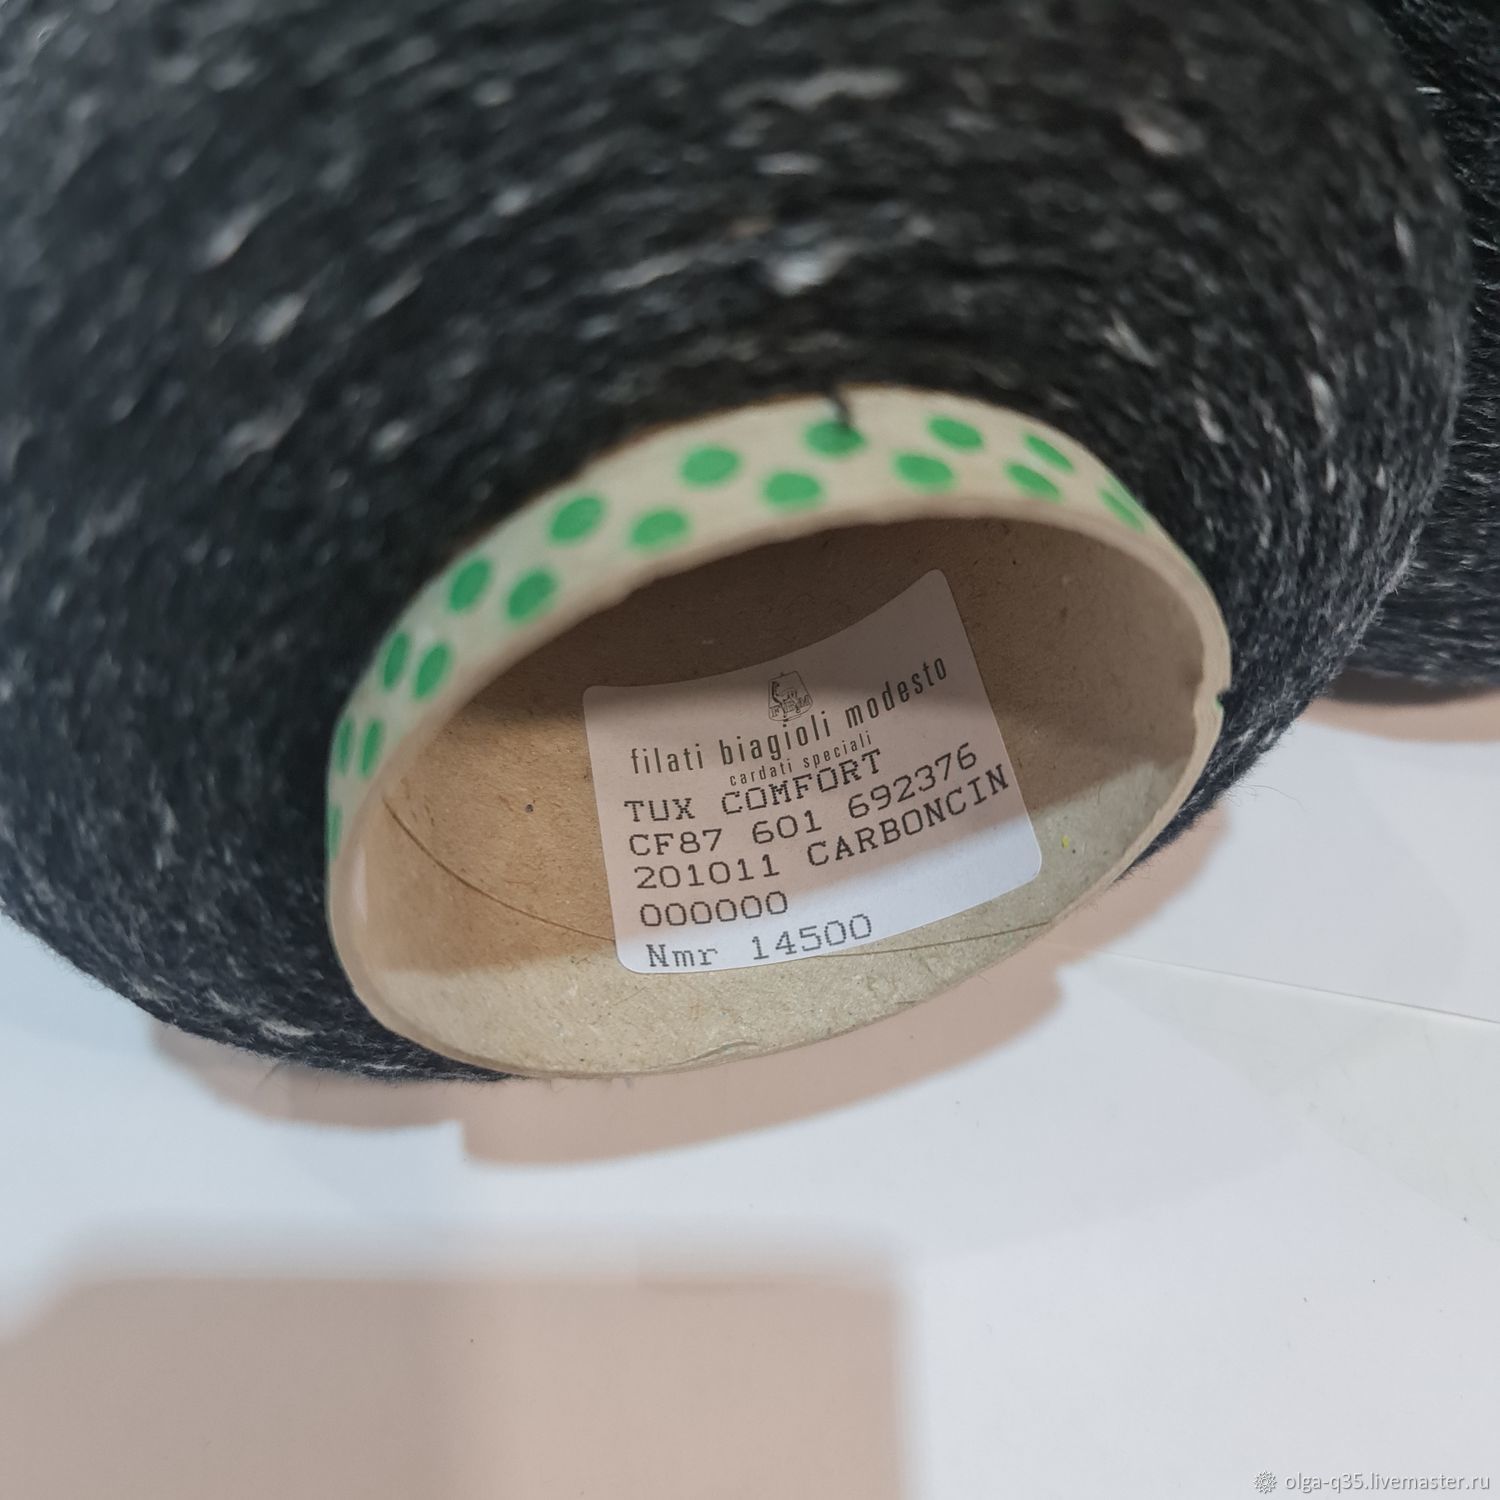 FBM
filati biagioli modesto
cardati speciali
TUX COMFORT
CF87 601 692376
201011 CARBONCIN
000000
Nmr 14500
olga-q35.livemaster.ru